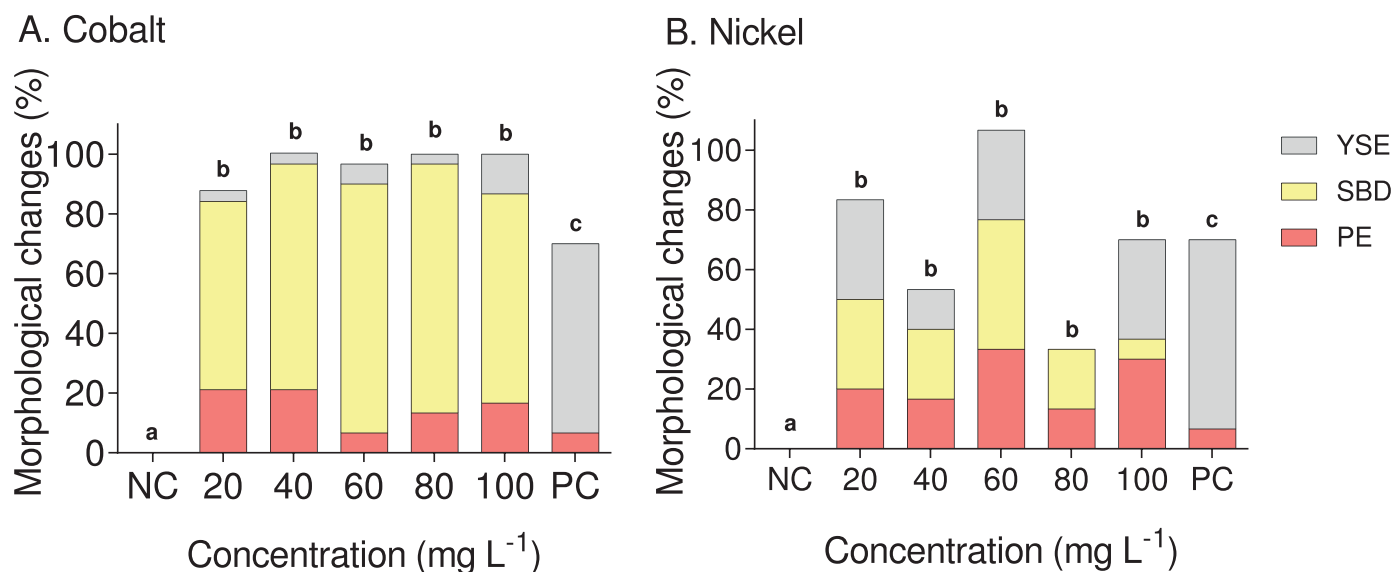 A. Cobalt
Morphological changes (%)
100
80
60
40
20
0
a
b
b
b
b
b
c
NC 20 40 60 80 100 PC
Concentration (mg L-1)
B. Nickel
Morphological changes (%)
100
80
60
40
20
0
a
b
b
b
b
b
c
NC 20 40 60 80 100 PC
Concentration (mg L-1)
YSE
SBD
PE